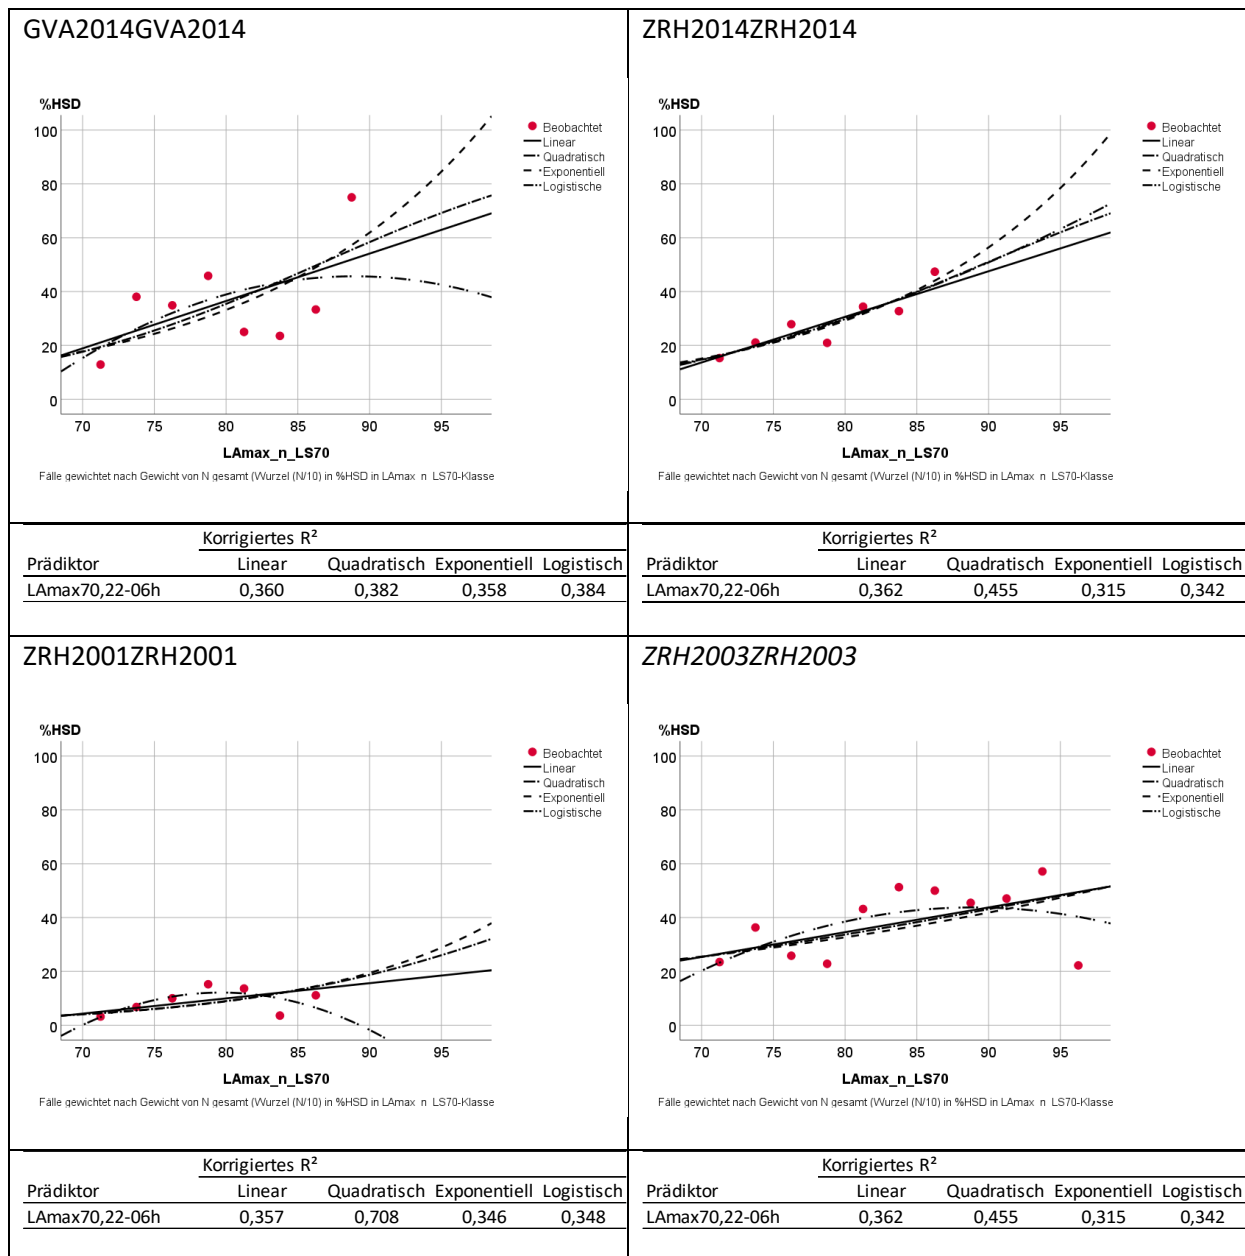 GVA2014GVA2014
%HSD
100
80
60
40
20
0
70 75 80 85 90 95
LAmax_n_LS70
Beobachtet
Linear
Quadratisch
Exponentiell
Logistische
Fälle gewichtet nach Gewicht von N gesamt (Wurzel (N/10) in %HSD in LAmax_n_LS70-Klasse
Korrigiertes R²
Prädiktor Linear Quadratisch Exponentiell Logistisch
LAmax70,22-06h 0,360 0,382 0,358 0,384
ZRH2014ZRH2014
%HSD
100
80
60
40
20
0
70 75 80 85 90 95
LAmax_n_LS70
Beobachtet
Linear
Quadratisch
Exponentiell
Logistische
Fälle gewichtet nach Gewicht von N gesamt (Wurzel (N/10) in %HSD in LAmax_n_LS70-Klasse
Korrigiertes R²
Prädiktor Linear Quadratisch Exponentiell Logistisch
LAmax70,22-06h 0,362 0,455 0,315 0,342
ZRH2001ZRH2001
%HSD
100
80
60
40
20
0
70 75 80 85 90 95
LAmax_n_LS70
Beobachtet
Linear
Quadratisch
Exponentiell
Logistische
Fälle gewichtet nach Gewicht von N gesamt (Wurzel (N/10) in %HSD in LAmax_n_LS70-Klasse
Korrigiertes R²
Prädiktor Linear Quadratisch Exponentiell Logistisch
LAmax70,22-06h 0,357 0,708 0,346 0,348
ZRH2003ZRH2003
%HSD
100
80
60
40
20
0
70 75 80 85 90 95
LAmax_n_LS70
Beobachtet
Linear
Quadratisch
Exponentiell
Logistische
Fälle gewichtet nach Gewicht von N gesamt (Wurzel (N/10) in %HSD in LAmax_n_LS70-Klasse
Korrigiertes R²
Prädiktor Linear Quadratisch Exponentiell Logistisch
LAmax70,22-06h 0,362 0,455 0,315 0,342